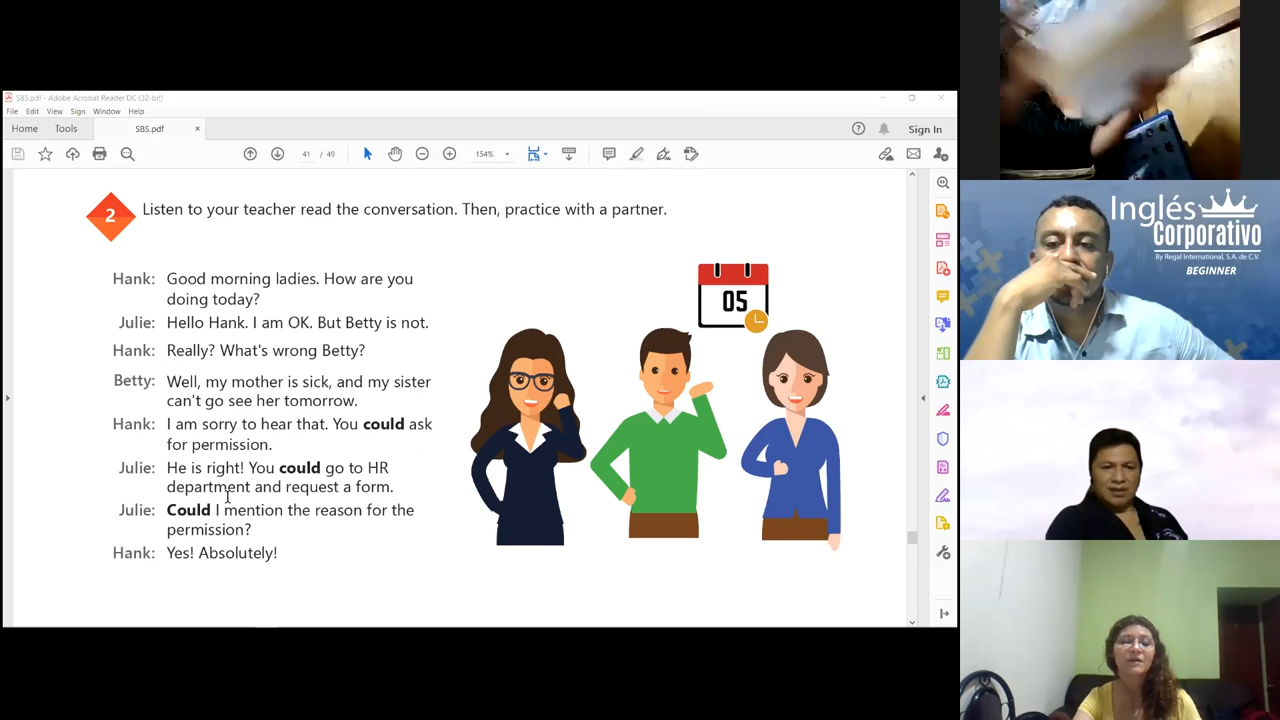 SB5.pdf - Adobe Acrobat Reader DC (32-bit)
File Edit View Sign Window Help
Home Tools SB5.pdf × Sign In
41 / 49 154%
2 Listen to your teacher read the conversation. Then, practice with a partner.
Hank: Good morning ladies. How are you
doing today?
Julie: Hello Hank. I am OK. But Betty is not.
Hank: Really? What's wrong Betty?
Betty: Well, my mother is sick, and my sister
can't go see her tomorrow.
Hank: I am sorry to hear that. You could ask
for permission.
Julie: He is right! You could go to HR
department and request a form.
Julie: Could I mention the reason for the
permission?
Hank: Yes! Absolutely!
05
Inglés
Corporativo
By Regal International, S.A. de C.V.
BEGINNER